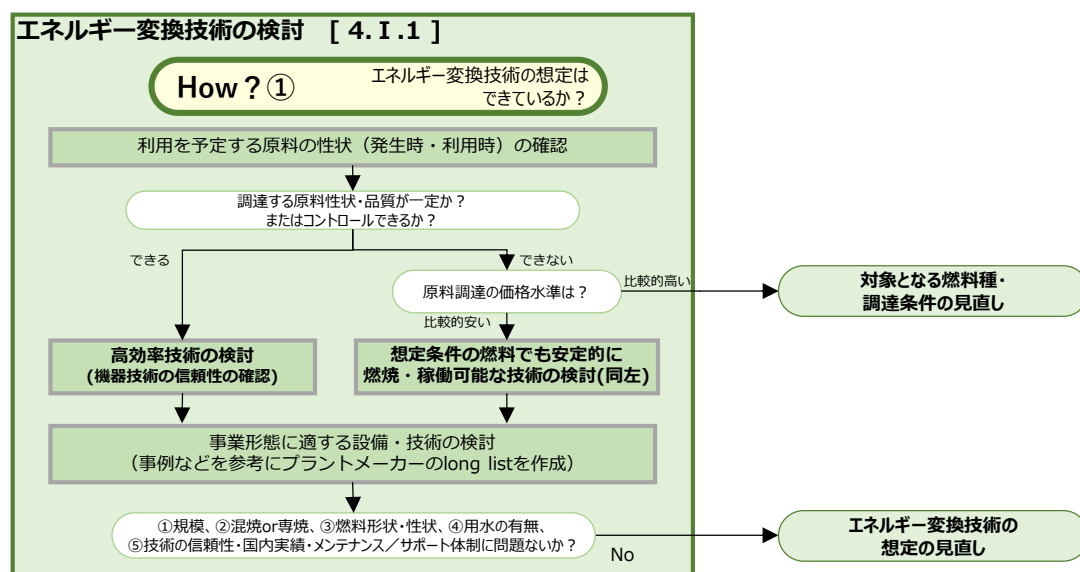 エネルギー変換技術の検討 [ 4.Ⅰ.1 ]
How？①
エネルギー変換技術の想定は
できているか？
利用を予定する原料の性状（発生時・利用時）の確認
調達する原料性状・品質が一定か？
またはコントロールできるか？
できる
できない
原料調達の価格水準は？
比較的高い
対象となる燃料種・
調達条件の見直し
比較的安い
高効率技術の検討
(機器技術の信頼性の確認)
想定条件の燃料でも安定的に
燃焼・稼働可能な技術の検討(同左)
事業形態に適する設備・技術の検討
（事例などを参考にプラントメーカーのlong listを作成）
①規模、②混焼or専焼、③燃料形状・性状、④用水の有無、
⑤技術の信頼性・国内実績・メンテナンス／サポート体制に問題ないか？
No
エネルギー変換技術の
想定の見直し